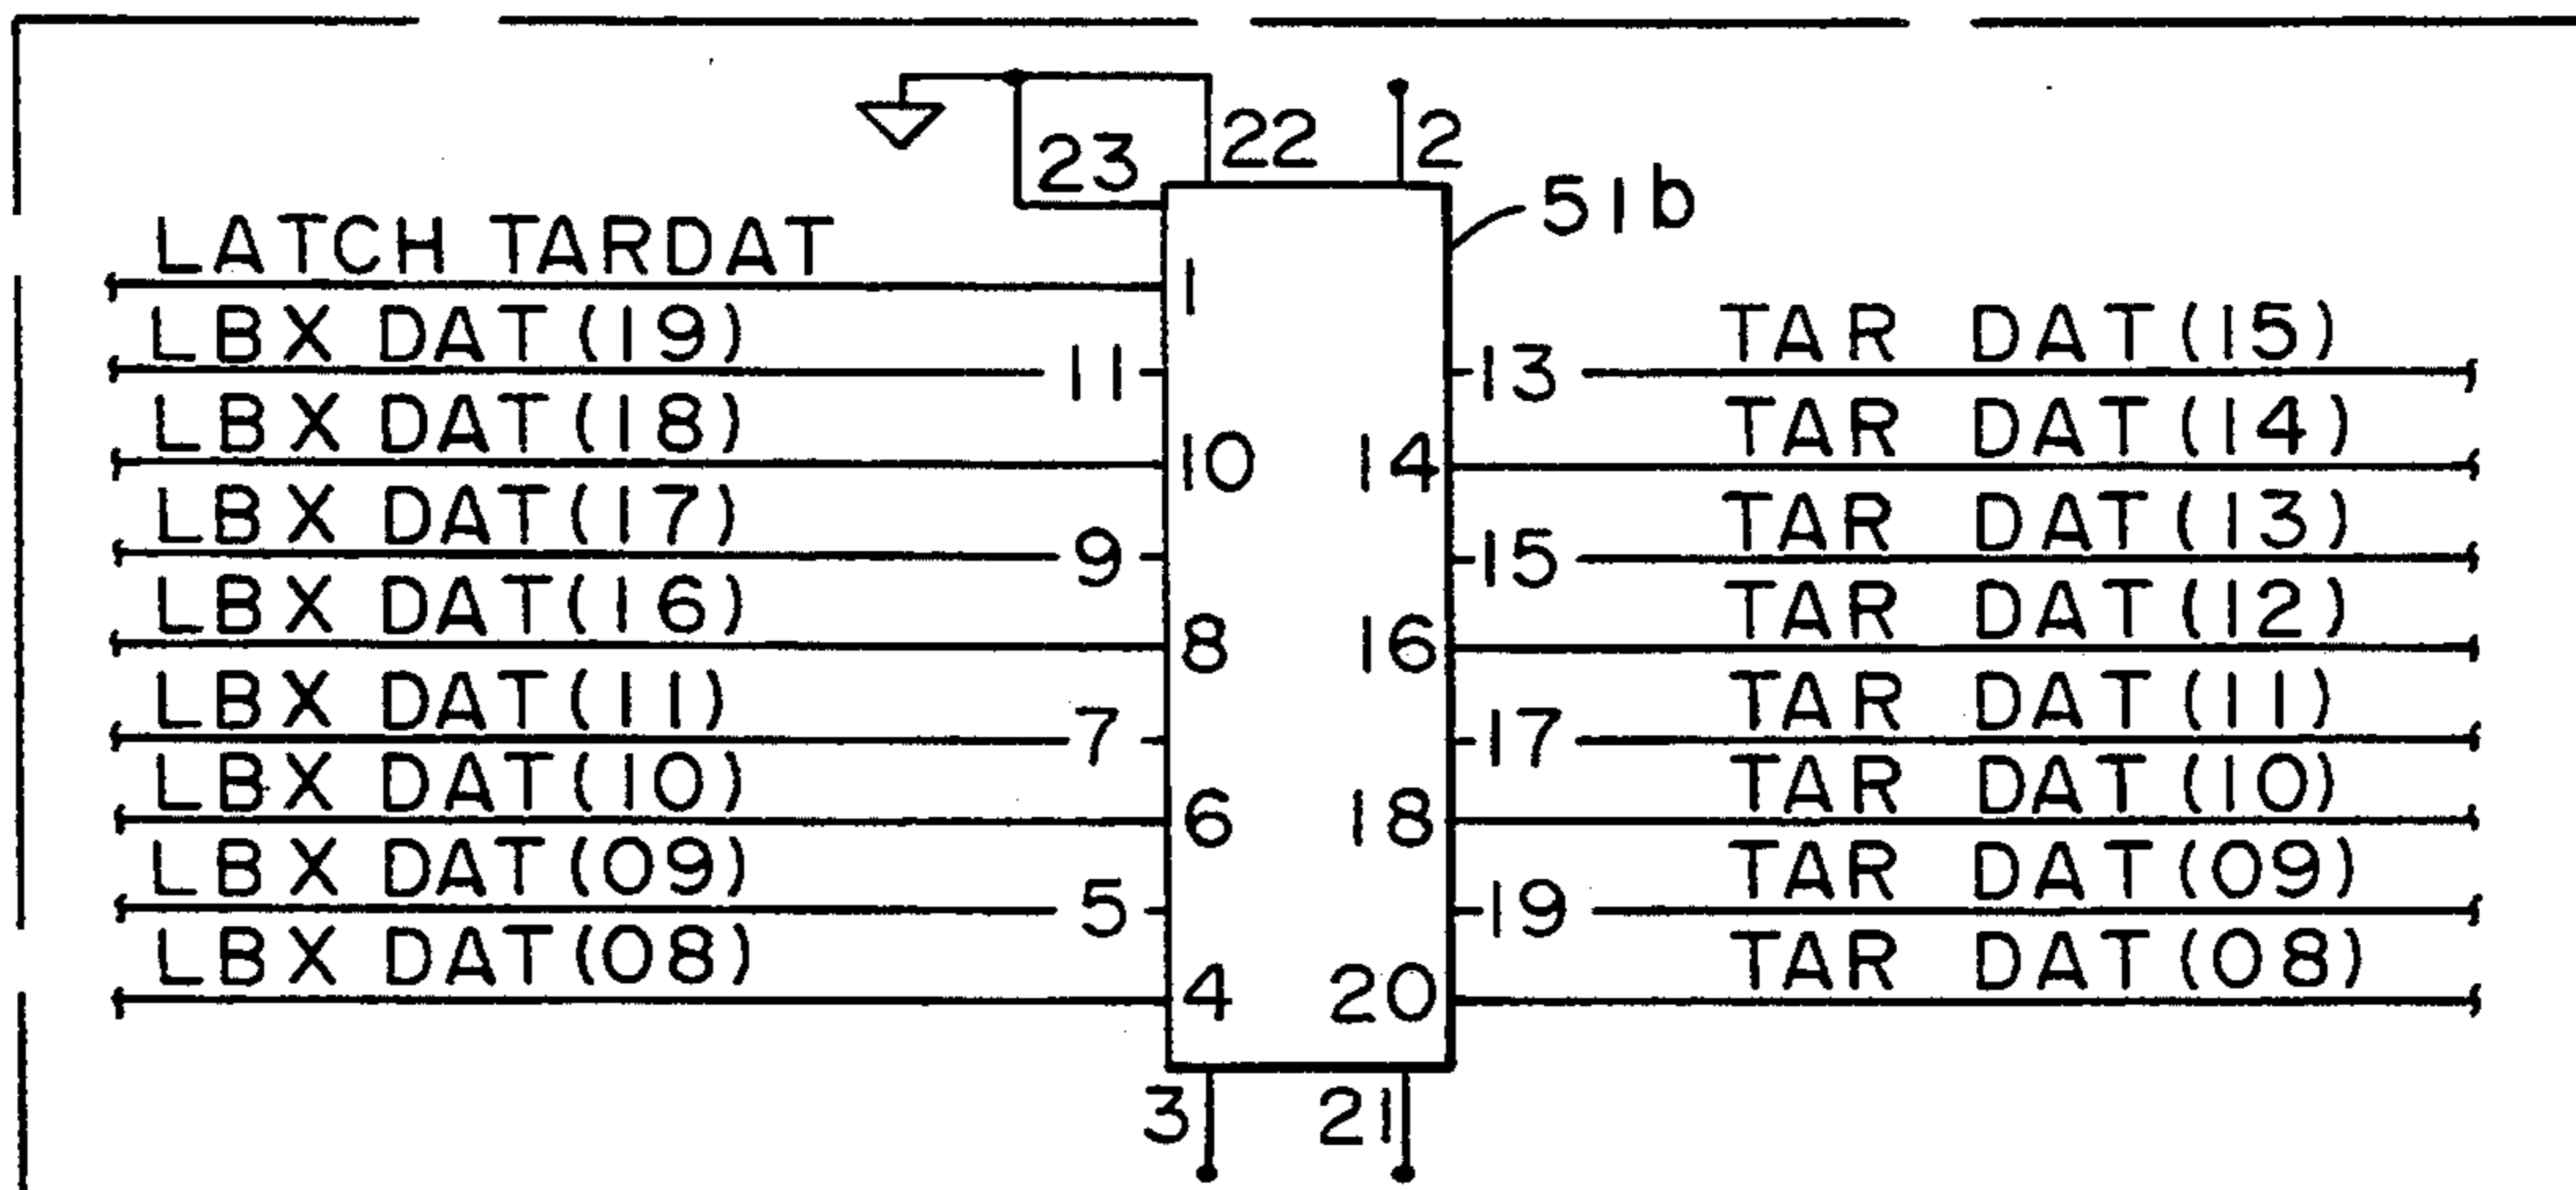 23 22 2
51b
LATCH TARDAT 1
LBX DAT(19) 11 13 TAR DAT(15)
LBX DAT(18) 10 14 TAR DAT(14)
LBX DAT(17) 9 15 TAR DAT(13)
LBX DAT(16) 8 16 TAR DAT(12)
LBX DAT(11) 7 17 TAR DAT(11)
LBX DAT(10) 6 18 TAR DAT(10)
LBX DAT(09) 5 19 TAR DAT(09)
LBX DAT(08) 4 20 TAR DAT(08)
3 21